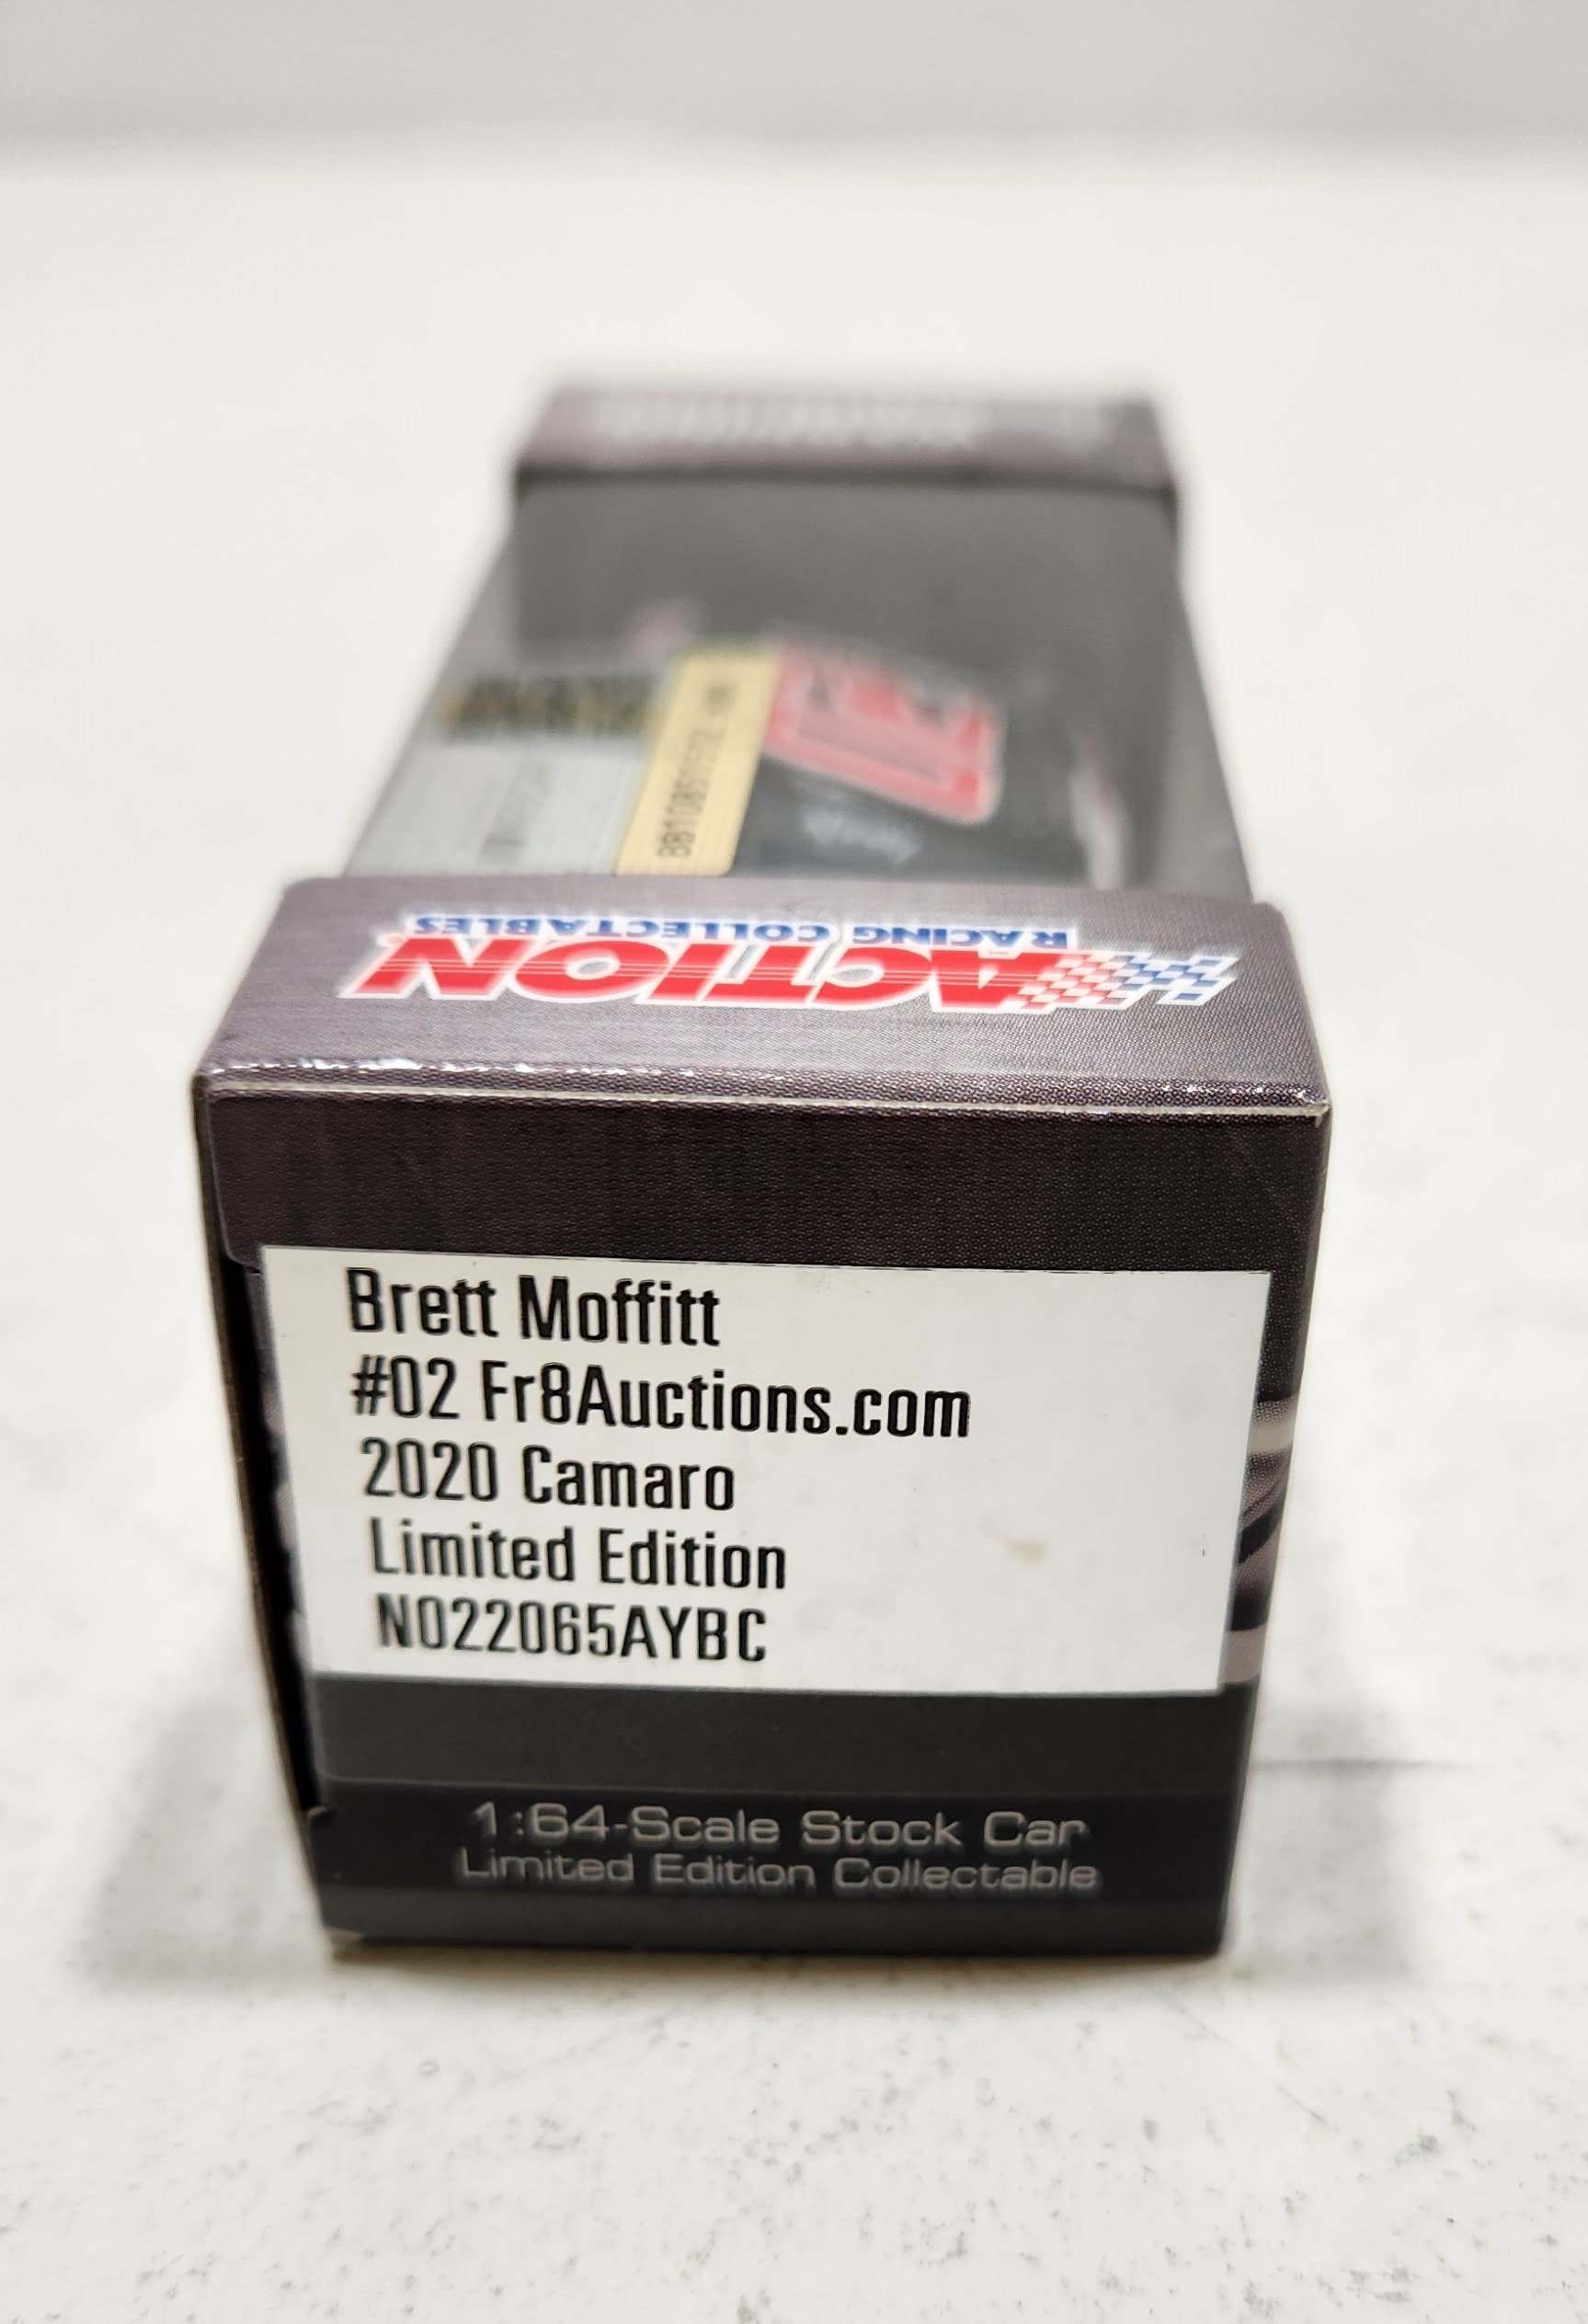 RACING COLLECTABLES
ACTION
Brett Moffitt
#02 Fr8Auctions.com
2020 Camaro
Limited Edition
N022065AYBC
1:64-Scale Stock Car
Limited Edition Collectable